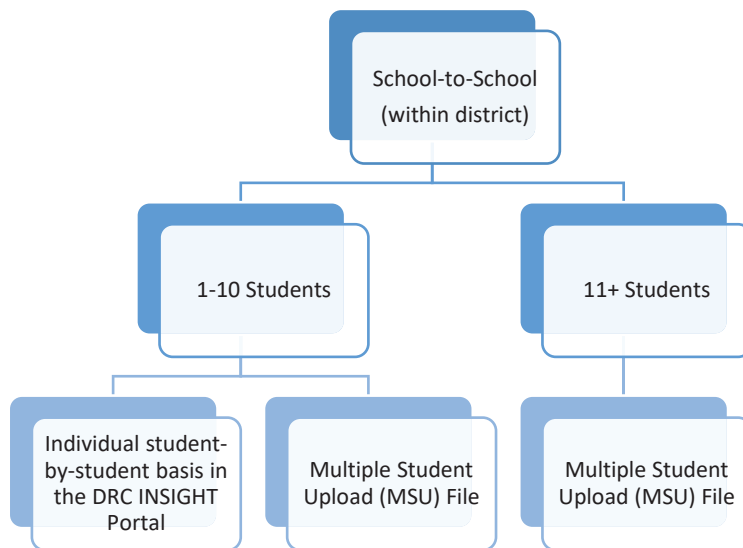 School-to-School
(within district)
1-10 Students
11+ Students
Individual student-
by-student basis in
the DRC INSIGHT
Portal
Multiple Student
Upload (MSU) File
Multiple Student
Upload (MSU) File